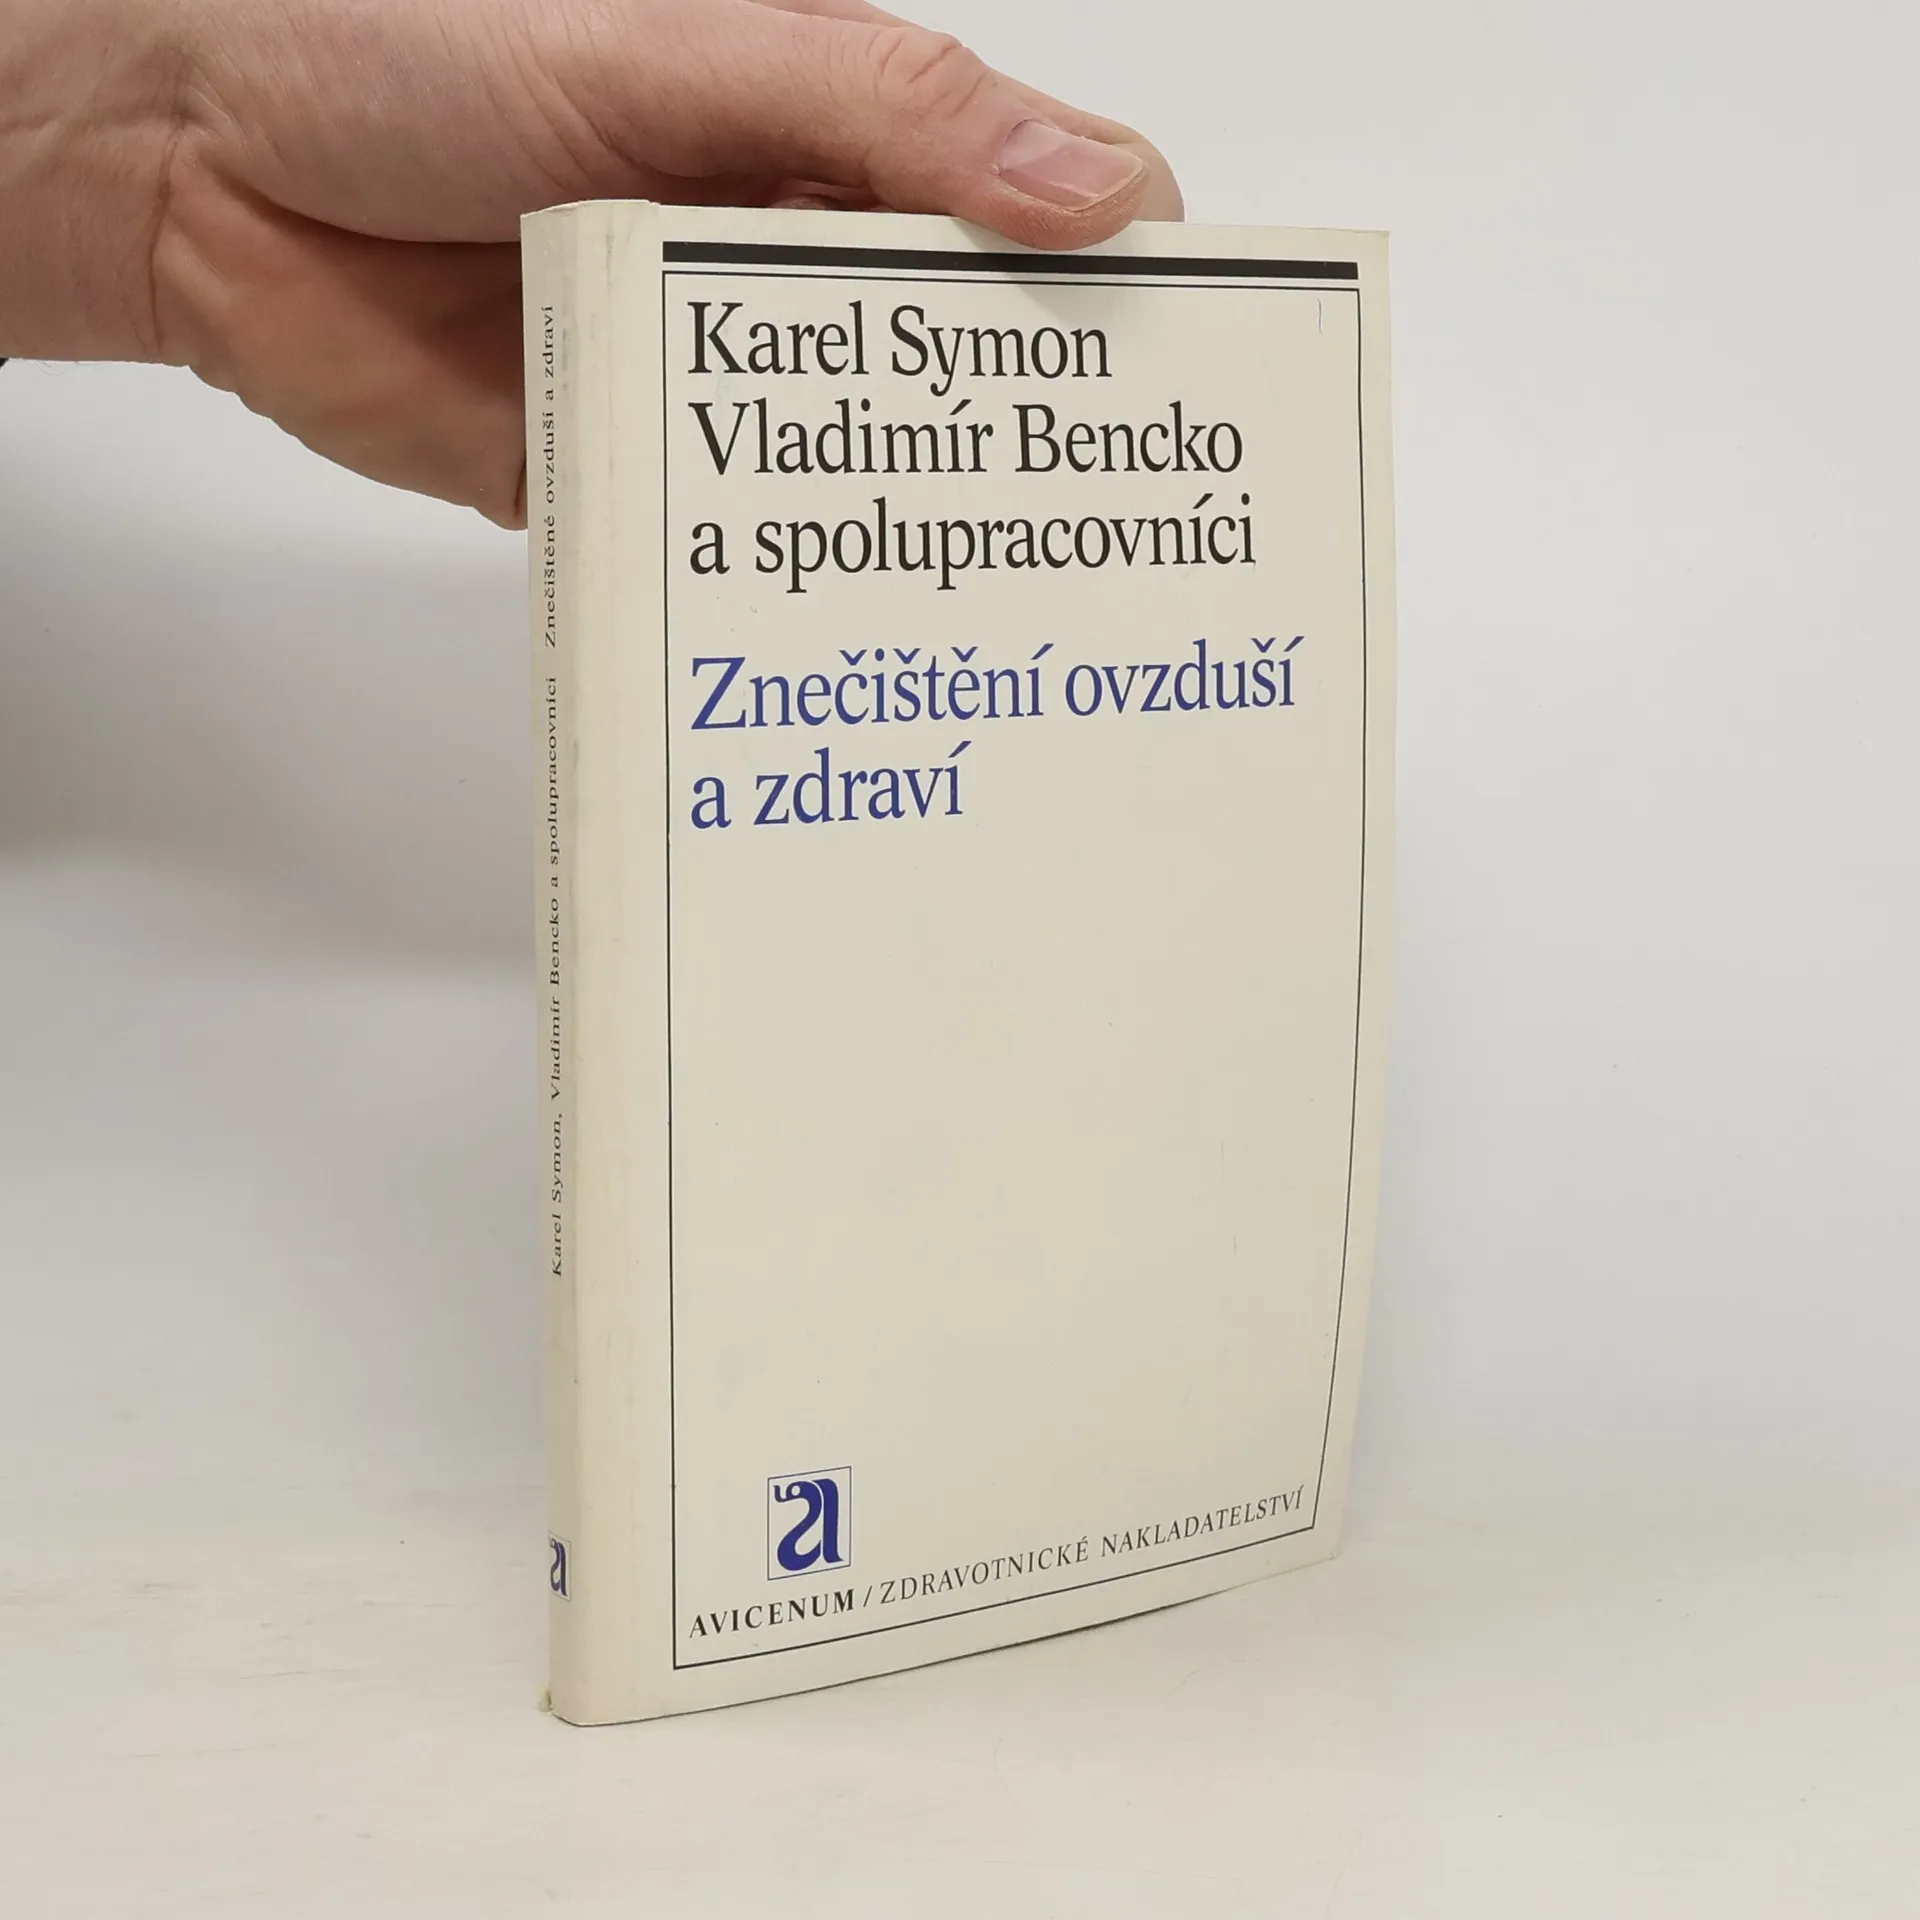 Karel Symon
Vladimír Bencko
a spolupracovníci
Znečištění ovzduší
a zdraví
a
AVICENUM / ZDRAVOTNICKÉ NAKLADATELSTVÍ
Karel Symon, Vladimír Bencko a spolupracovníci Znečištěné ovzduší a zdraví
a